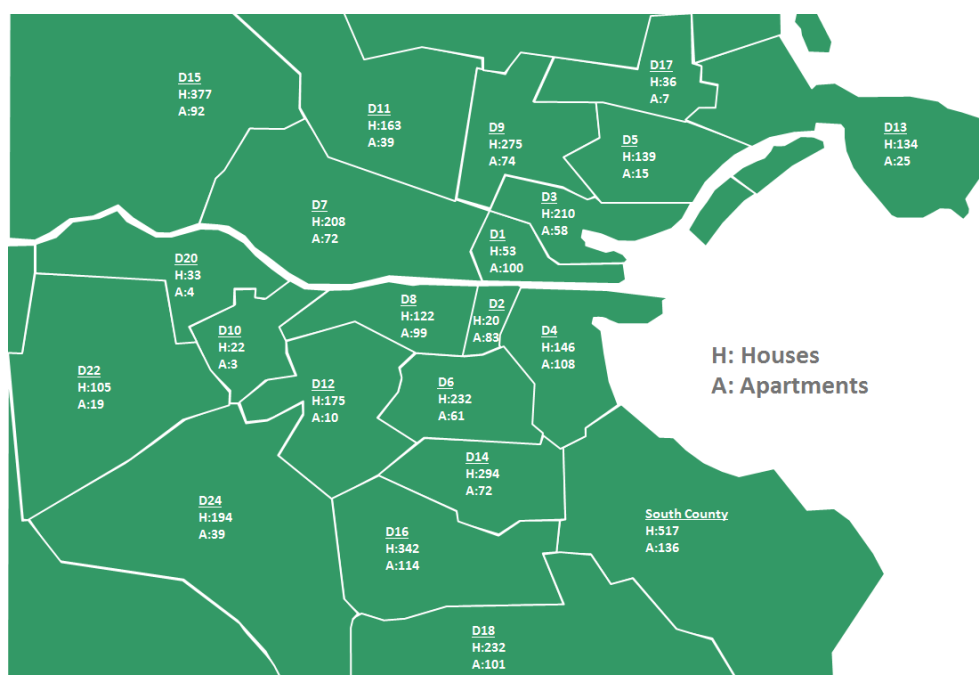 D15
H:377
A:92
D11
H:163
A:39
D17
H:36
A:7
D9
H:275
A:74
D5
H:139
A:15
D13
H:134
A:25
D7
H:208
A:72
D3
H:210
A:58
D1
H:53
A:100
D20
H:33
A:4
D10
H:22
A:3
D8
H:122
A:99
D2
H:20
A:83
D4
H:146
A:108
H: Houses
A: Apartments
D22
H:105
A:19
D12
H:175
A:10
D6
H:232
A:61
D14
H:294
A:72
D24
H:194
A:39
D16
H:342
A:114
South County
H:517
A:136
D18
H:232
A:101